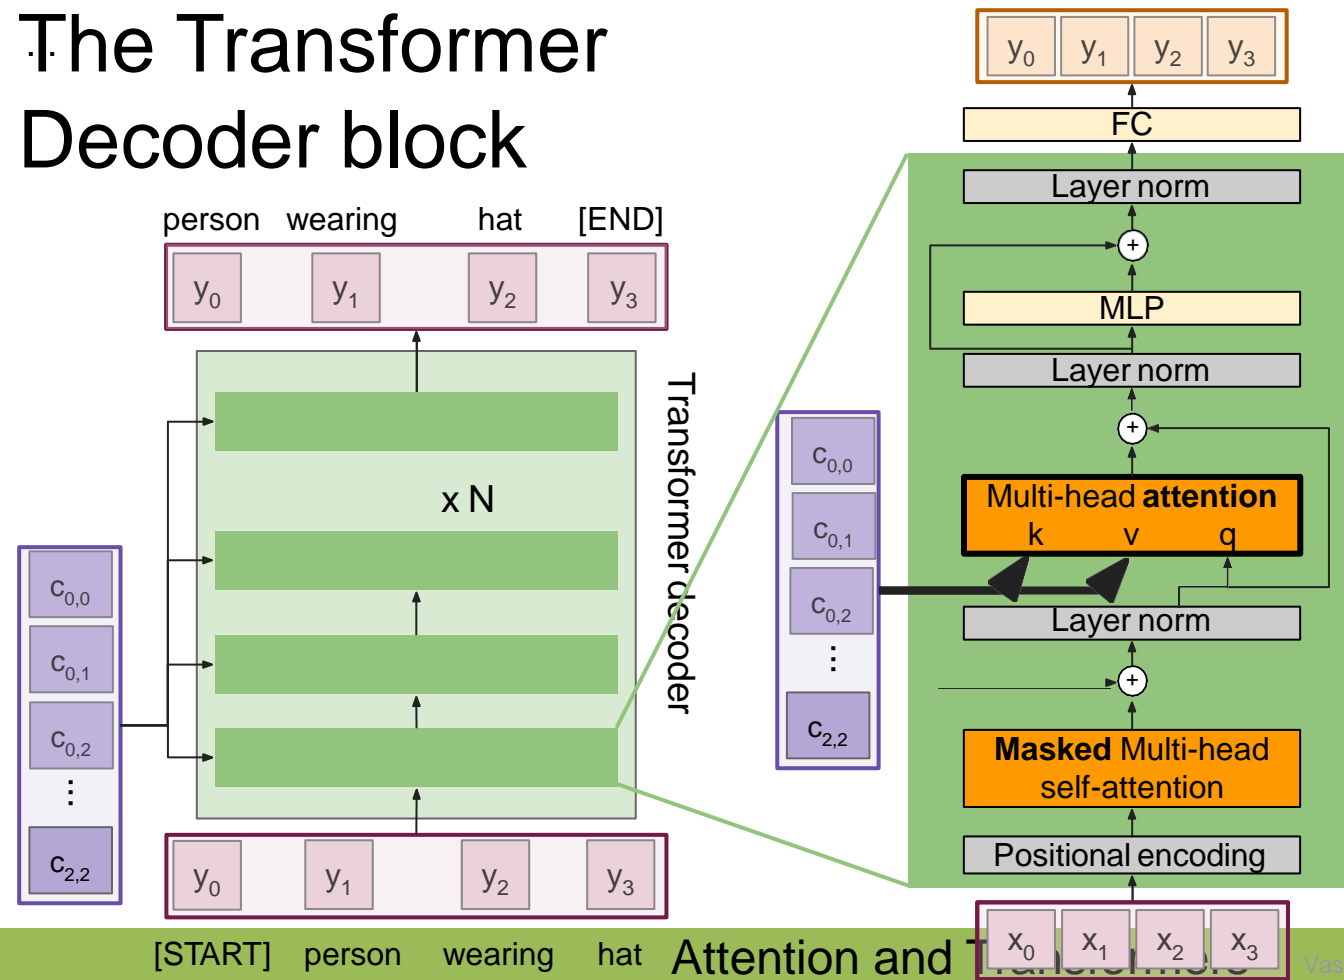 The Transformer
...
Decoder block
person wearing hat [END]
y0 y1 y2 y3
x N
Transformer decoder
c0,0
c0,1
c0,2
⋮
c2,2
y0 y1 y2 y3
[START] person wearing hat
y0 y1 y2 y3
FC
Layer norm
+
MLP
Layer norm
+
Multi-head attention
k v q
Layer norm
+
Masked Multi-head
self-attention
Positional encoding
x0 x1 x2 x3
c0,0
c0,1
c0,2
⋮
c2,2
Attention and Transformers
Vas